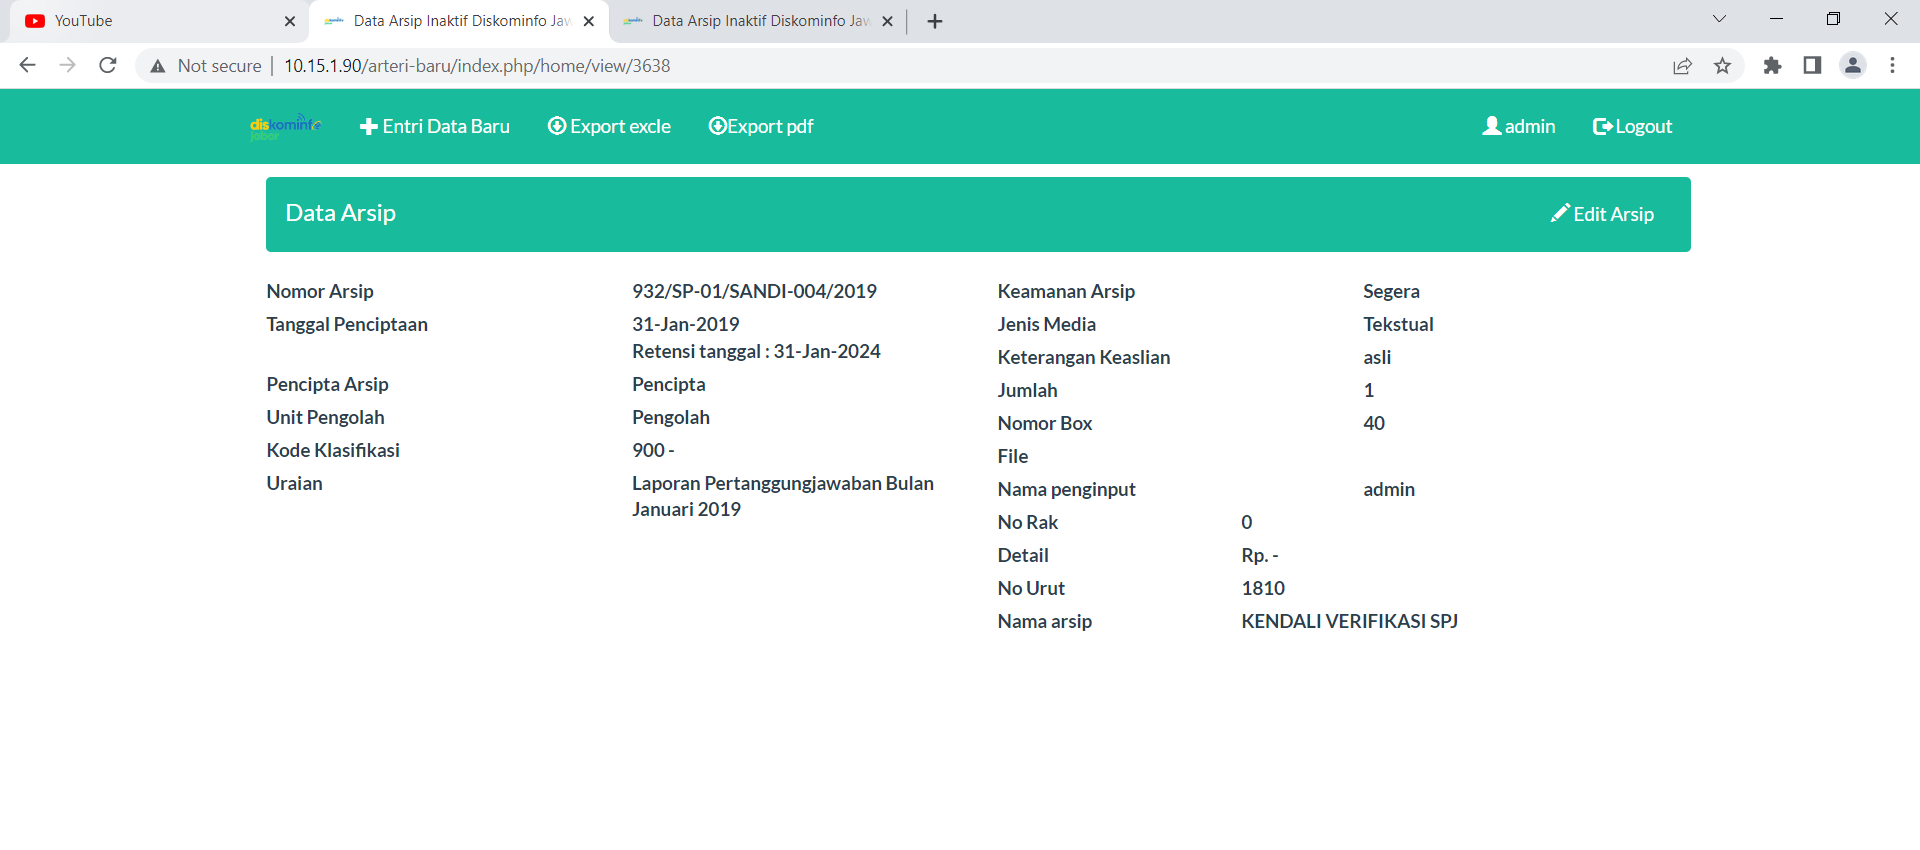 YouTube
Data Arsip Inaktif Diskominfo Jaw
Data Arsip Inaktif Diskominfo Jaw
Not secure
10.15.1.90/arteri-baru/index.php/home/view/3638
diskominfo
Entri Data Baru
Export excle
Export pdf
admin
Logout
Data Arsip
Edit Arsip
Nomor Arsip 932/SP-01/SANDI-004/2019
Tanggal Penciptaan 31-Jan-2019
Retensi tanggal : 31-Jan-2024
Pencipta Arsip Pencipta
Unit Pengolah Pengolah
Kode Klasifikasi 900 -
Uraian Laporan Pertanggungjawaban Bulan
Januari 2019
Keamanan Arsip Segera
Jenis Media Tekstual
Keterangan Keaslian asli
Jumlah 1
Nomor Box 40
File
Nama penginput admin
No Rak 0
Detail Rp. -
No Urut 1810
Nama arsip KENDALI VERIFIKASI SPJ